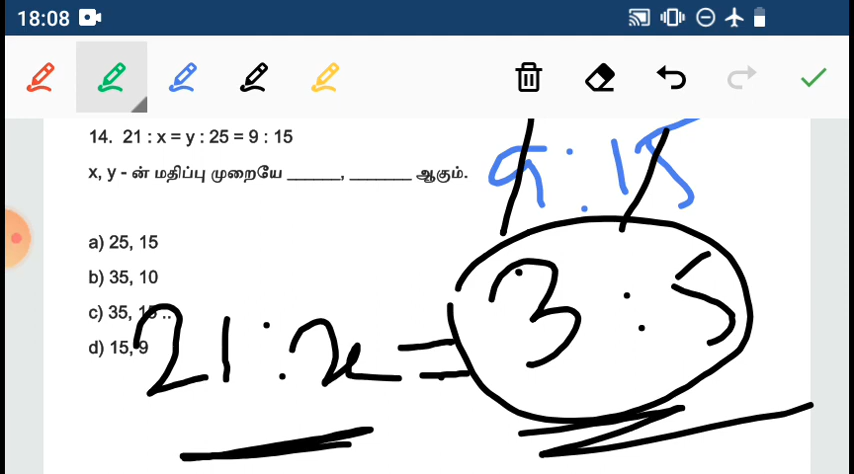 18:08
14. 21 : x = y : 25 = 9 : 15
x, y - ன் மதிப்பு முறையே ______, _______ ஆகும்.
9 : 15
a) 25, 15
b) 35, 10
c) 35, 15 ..
d) 15, 9
21 : x = 3 : 5